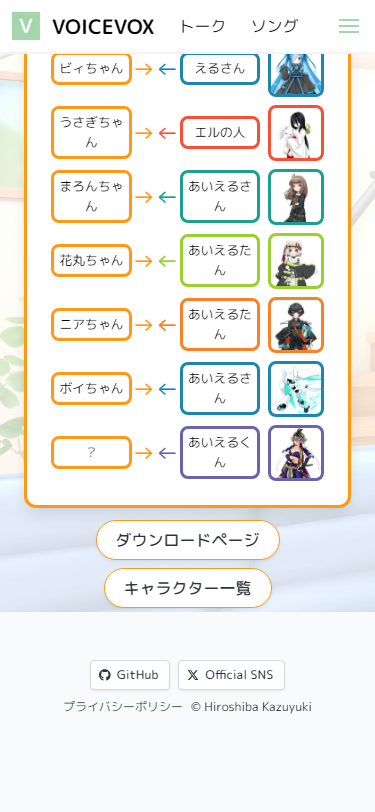 V VOICEVOX トーク ソング
ビィちゃん えるさん
うさぎちゃ
ん
エルの人
まろんちゃ
ん
あいえるさ
ん
花丸ちゃん
あいえるた
ん
ニアちゃん
あいえるた
ん
ボイちゃん
あいえるさ
ん
?
あいえるく
ん
ダウンロードページ
キャラクター一覧
GitHub Official SNS
プライバシーポリシー © Hiroshiba Kazuyuki